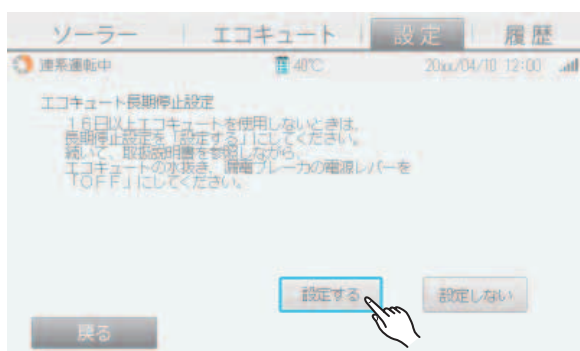 ソーラー エコキュート 設定 履歴
連系運転中 40℃ 20xx/04/10 12:00
エコキュート長期停止設定
16日以上エコキュートを使用しないときは、
長期停止設定を「設定する」にしてください。
続いて、取扱説明書を参照しながら、
エコキュートの水抜き、漏電ブレーカの電源レバーを
「OFF」にしてください。
設定する 設定しない
戻る